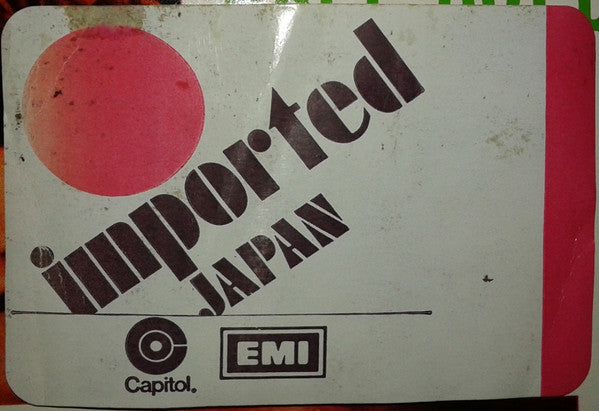 imported
JAPAN
EMI
Capitol.